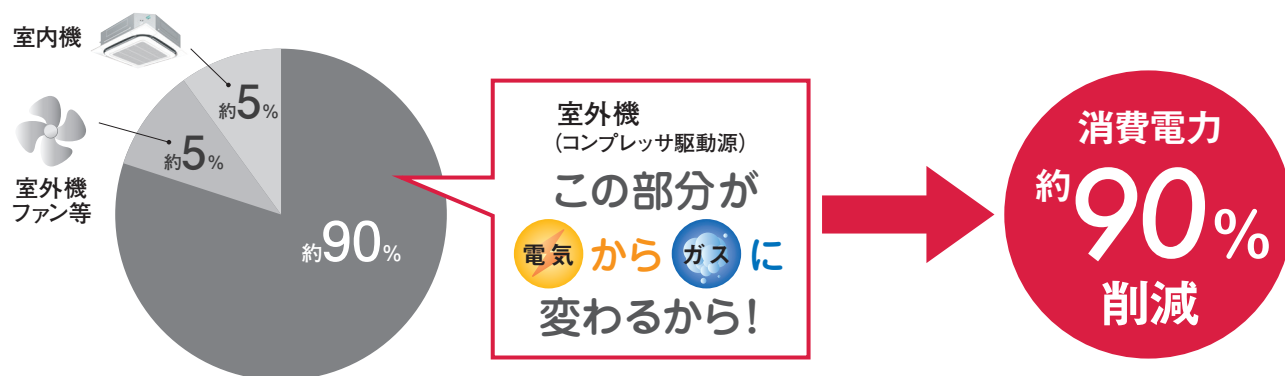 室内機
約5%
約5%
室外機
ファン等
約90%
室外機
(コンプレッサ駆動源)
この部分が
電気からガスに
変わるから!
消費電力
約90%
削減